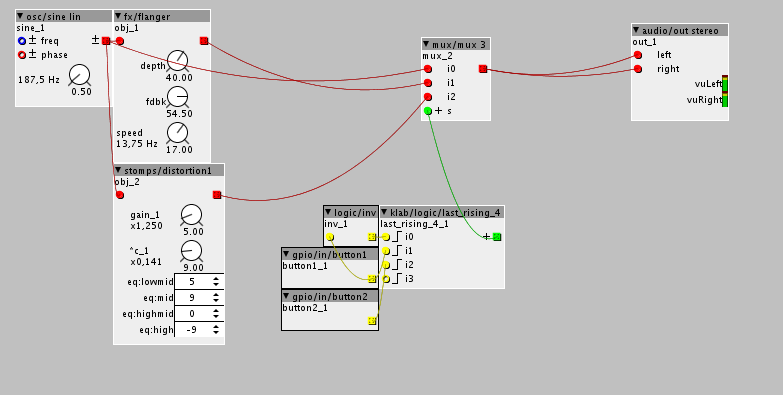 osc/sine lin
sine_1
± freq ±
± phase
187,5 Hz
0.50
fx/flanger
obj_1
depth
40.00
fdbk
54.50
speed
13,75 Hz
17.00
stomps/distortion1
obj_2
gain_1
x1,250
5.00
*c_1
x0,141
9.00
eq:lowmid 5
eq:mid 9
eq:highmid 0
eq:high -9
mux/mux 3
mux_2
i0
i1
i2
+ s
audio/out stereo
out_1
left
right
vuLeft
vuRight
logic/inv
inv_1
klab/logic/last_rising_4
last_rising_4_1
i0 +
i1
i2
i3
gpio/in/button1
button1_1
gpio/in/button2
button2_1